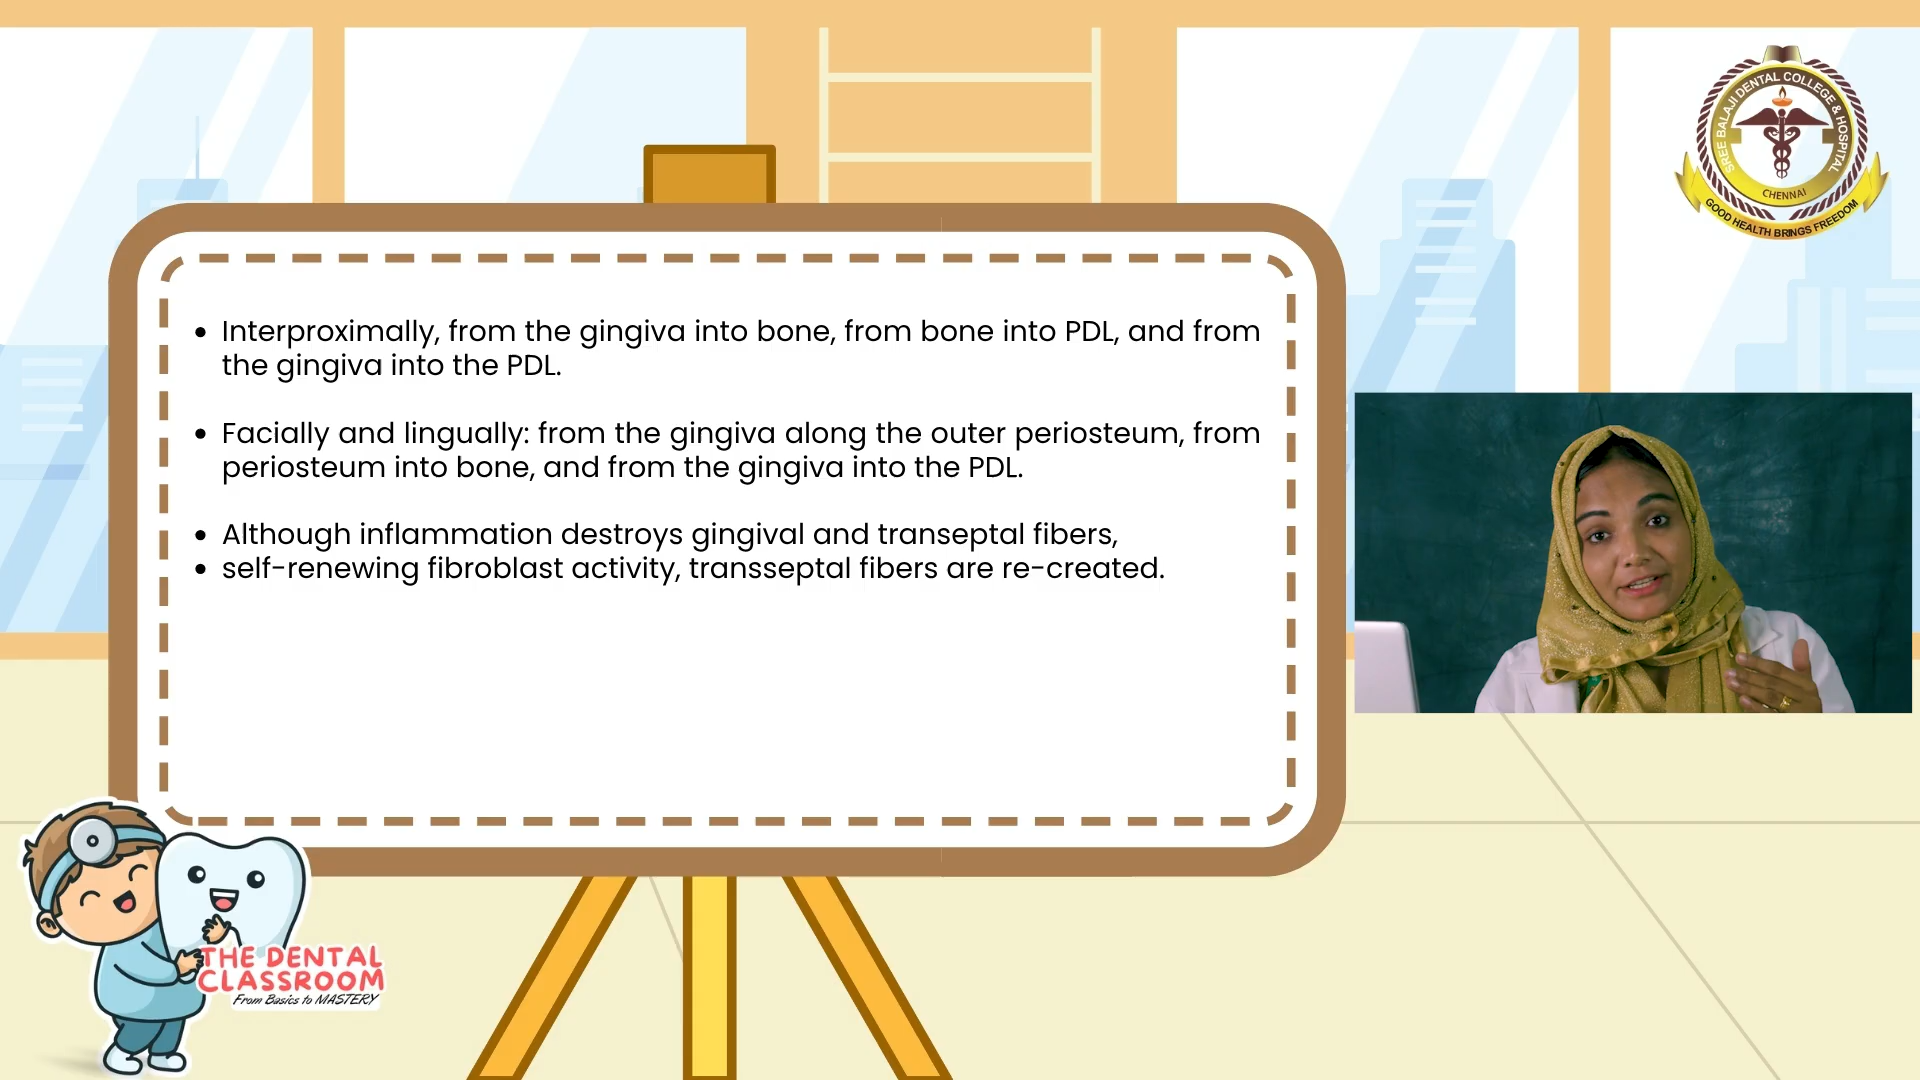 SREE BALAJI DENTAL COLLEGE & HOSPITAL
CHENNAI
GOOD HEALTH BRINGS FREEDOM
• Interproximally, from the gingiva into bone, from bone into PDL, and from
the gingiva into the PDL.
• Facially and lingually: from the gingiva along the outer periosteum, from
periosteum into bone, and from the gingiva into the PDL.
• Although inflammation destroys gingival and transeptal fibers,
• self-renewing fibroblast activity, transseptal fibers are re-created.
THE DENTAL
CLASSROOM
From Basics to MASTERY